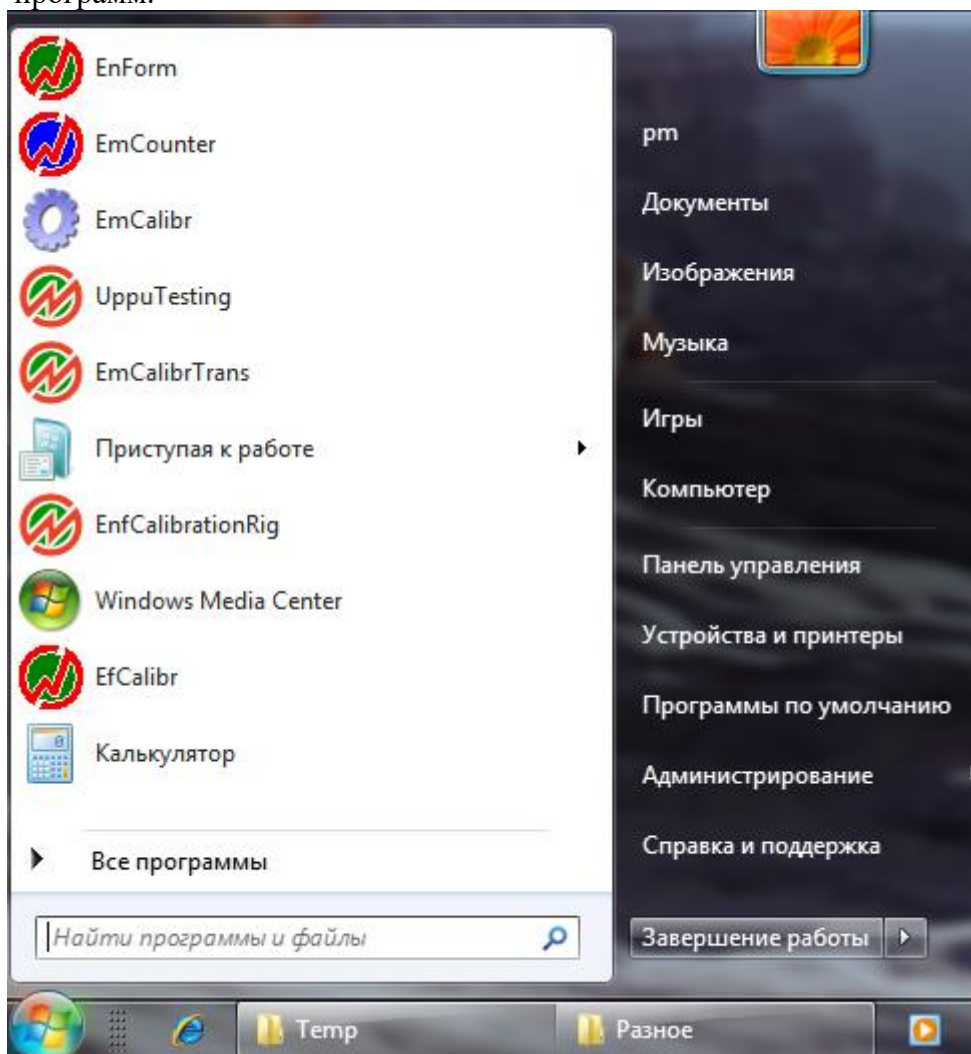 программ.
EnForm
EmCounter
EmCalibr
UppuTesting
EmCalibrTrans
Приступая к работе
EnfCalibrationRig
Windows Media Center
EfCalibr
Калькулятор
Все программы
Найти программы и файлы
pm
Документы
Изображения
Музыка
Игры
Компьютер
Панель управления
Устройства и принтеры
Программы по умолчанию
Администрирование
Справка и поддержка
Завершение работы
Temp
Разное